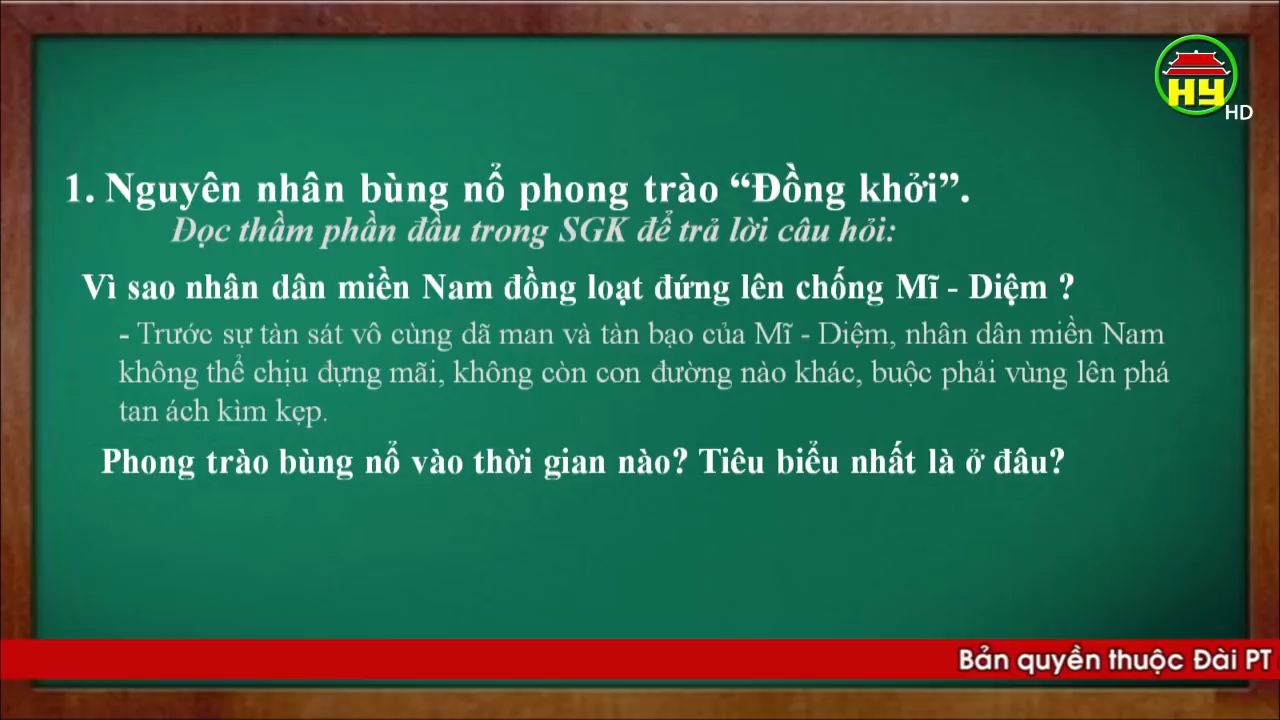 HY
HD
1. Nguyên nhân bùng nổ phong trào “Đồng khởi”.
Đọc thầm phần đầu trong SGK để trả lời câu hỏi:
Vì sao nhân dân miền Nam đồng loạt đứng lên chống Mĩ - Diệm ?
- Trước sự tàn sát vô cùng dã man và tàn bạo của Mĩ - Diệm, nhân dân miền Nam
không thể chịu đựng mãi, không còn con đường nào khác, buộc phải vùng lên phá
tan ách kìm kẹp.
Phong trào bùng nổ vào thời gian nào? Tiêu biểu nhất là ở đâu?
Bản quyền thuộc Đài PT